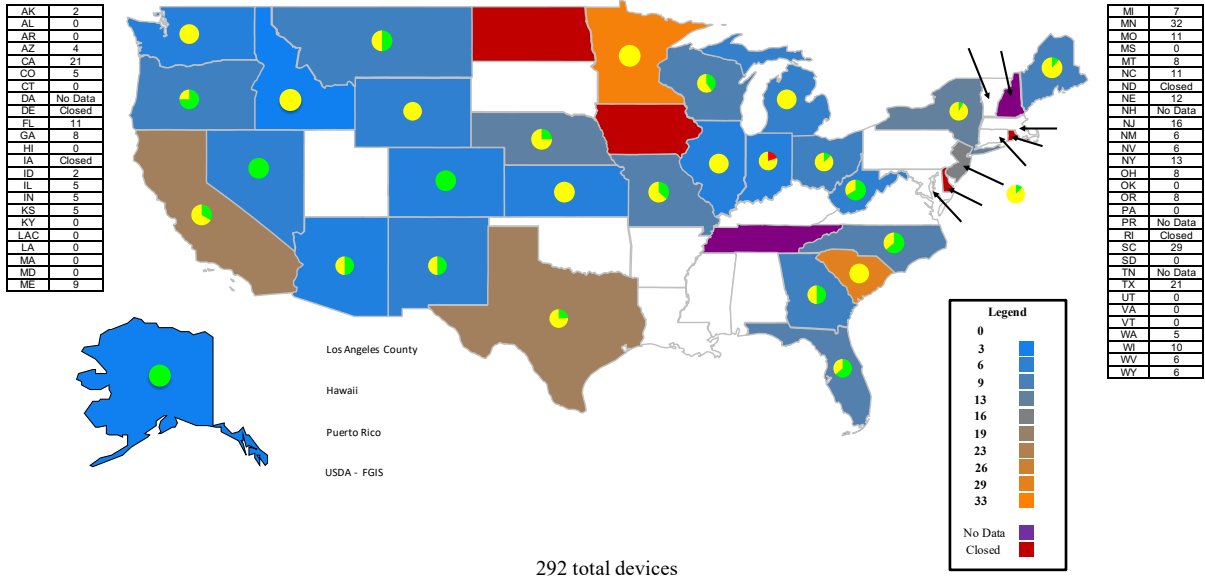 AK 2
AL 0
AR 0
AZ 4
CA 21
CO 5
CT 0
DA No Data
DE Closed
FL 11
GA 8
HI 0
IA Closed
ID 2
IL 5
IN 5
KS 5
KY 0
LAC 0
LA 0
MA 0
MD 0
ME 9
MI 7
MN 32
MO 11
MS 0
MT 8
NC 11
ND Closed
NE 12
NH No Data
NJ 16
NM 6
NV 6
NY 13
OH 8
OK 0
OR 8
PA 0
PR No Data
RI Closed
SC 29
SD 0
TN No Data
TX 21
UT 0
VA 0
VT 0
WA 5
WI 10
WV 6
WY 6
Los Angeles County
Hawaii
Puerto Rico
USDA - FGIS
Legend
0
3
6
9
13
16
19
23
26
29
33
No Data
Closed
292 total devices